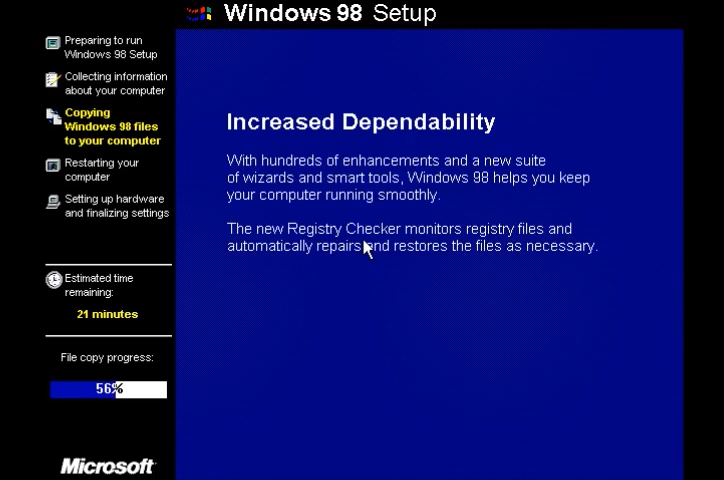 Windows 98 Setup
Preparing to run
Windows 98 Setup
Collecting information
about your computer
Copying
Windows 98 files
to your computer
Restarting your
computer
Setting up hardware
and finalizing settings
Estimated time
remaining:
21 minutes
File copy progress:
56%
Microsoft
Increased Dependability
With hundreds of enhancements and a new suite
of wizards and smart tools, Windows 98 helps you keep
your computer running smoothly.
The new Registry Checker monitors registry files and
automatically repairs and restores the files as necessary.